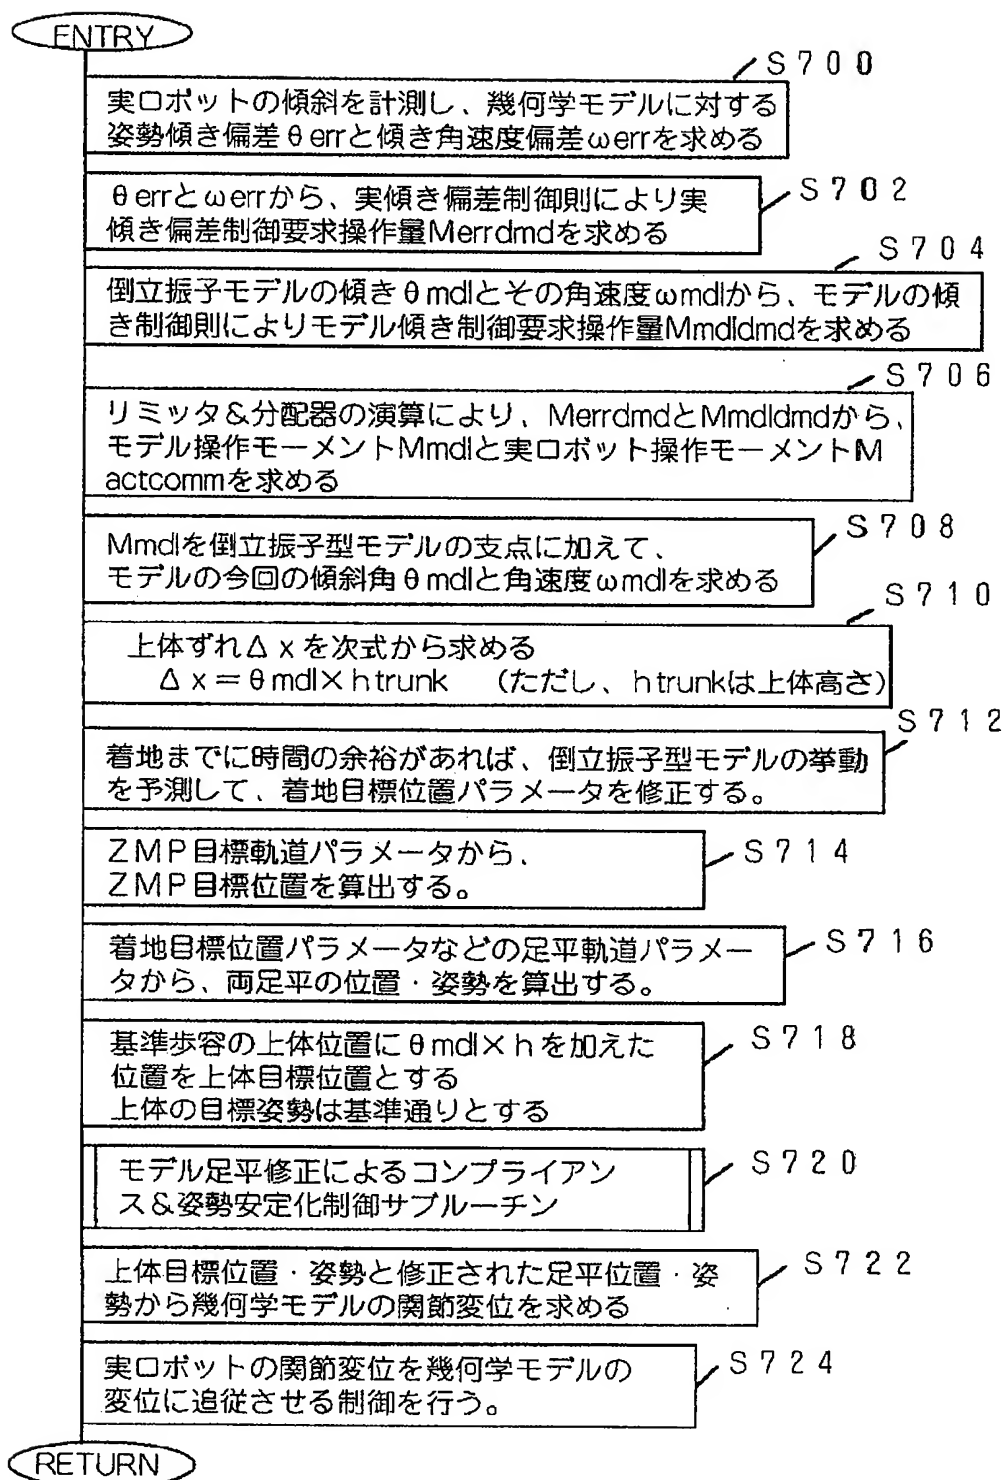 ENTRY
S700
実ロボットの傾斜を計測し、幾何学モデルに対する
姿勢傾き偏差θerrと傾き角速度偏差ωerrを求める
S702
θerrとωerrから、実傾き偏差制御則により実
傾き偏差制御要求操作量Merrdmdを求める
S704
倒立振子モデルの傾きθmdlとその角速度ωmdlから、モデルの傾
き制御則によりモデル傾き制御要求操作量Mmdldmdを求める
S706
リミッタ&分配器の演算により、MerrdmdとMmdldmdから、
モデル操作モーメントMmdlと実ロボット操作モーメントM
actcommを求める
S708
Mmdlを倒立振子型モデルの支点に加えて、
モデルの今回の傾斜角θmdlと角速度ωmdlを求める
S710
上体ずれΔxを次式から求める
Δx=θmdl×htrunk (ただし、htrunkは上体高さ)
S712
着地までに時間の余裕があれば、倒立振子型モデルの挙動
を予測して、着地目標位置パラメータを修正する。
S714
ZMP目標軌道パラメータから、
ZMP目標位置を算出する。
S716
着地目標位置パラメータなどの足平軌道パラメー
タから、両足平の位置・姿勢を算出する。
S718
基準歩容の上体位置にθmdl×hを加えた
位置を上体目標位置とする
上体の目標姿勢は基準通りとする
S720
モデル足平修正によるコンプライアン
ス&姿勢安定化制御サブルーチン
S722
上体目標位置・姿勢と修正された足平位置・姿
勢から幾何学モデルの関節変位を求める
S724
実ロボットの関節変位を幾何学モデルの
変位に追従させる制御を行う。
RETURN